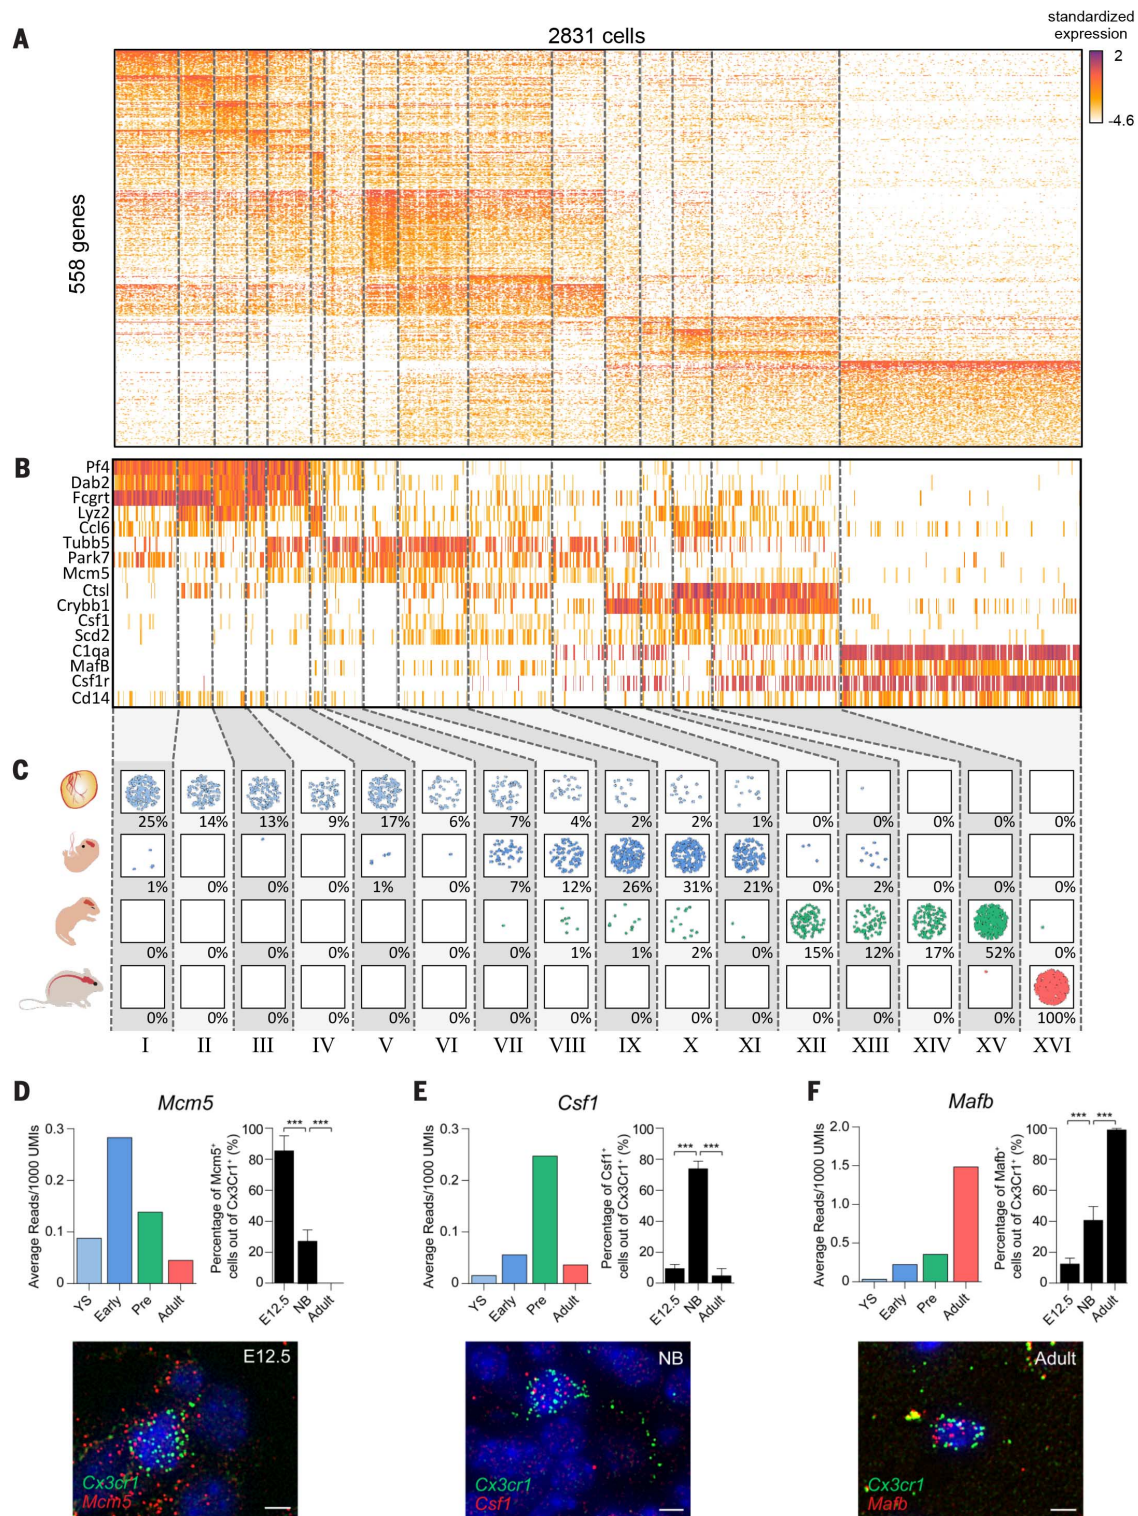 A
2831 cells
standardized
expression
2
-4.6
558 genes
B
Pf4
Dab2
Fcgrt
Lyz2
Ccl6
Tubb5
Park7
Mcm5
Ctsl
Crybb1
Csf1
Scd2
C1qa
MafB
Csf1r
Cd14
C
25% 14% 13% 9% 17% 6% 7% 4% 2% 2% 1% 0% 0% 0% 0% 0%
1% 0% 0% 0% 1% 0% 7% 12% 26% 31% 21% 0% 2% 0% 0% 0%
0% 0% 0% 0% 0% 0% 0% 1% 1% 2% 0% 15% 12% 17% 52% 0%
0% 0% 0% 0% 0% 0% 0% 0% 0% 0% 0% 0% 0% 0% 0% 100%
I II III IV V VI VII VIII IX X XI XII XIII XIV XV XVI
D
Mcm5
Average Reads/1000 UMIs
0.3
0.2
0.1
0
YS Early Pre Adult
Percentage of Mcm5+
cells out of Cx3Cr1+ (%)
100
80
60
40
20
0
*** ***
E12.5 NB Adult
E12.5
Cx3cr1
Mcm5
E
Csf1
Average Reads/1000 UMIs
0.3
0.2
0.1
0
YS Early Pre Adult
Percentage of Csf1+
cells out of Cx3Cr1+ (%)
100
80
60
40
20
0
*** ***
E12.5 NB Adult
NB
Cx3cr1
Csf1
F
Mafb
Average Reads/1000 UMIs
2.0
1.5
1.0
0.5
0
YS Early Pre Adult
Percentage of Mafb+
cells out of Cx3Cr1+ (%)
100
80
60
40
20
0
*** ***
E12.5 NB Adult
Adult
Cx3cr1
Mafb